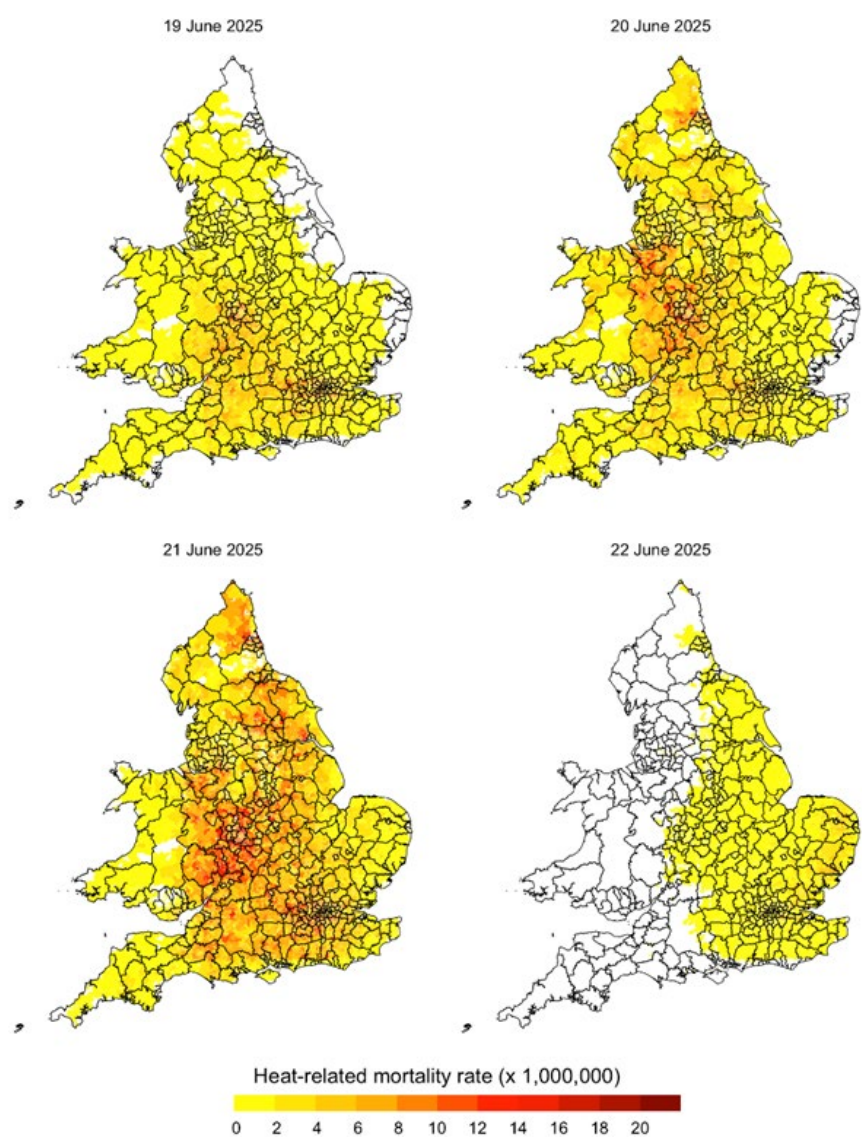 19 June 2025
20 June 2025
21 June 2025
22 June 2025
Heat-related mortality rate (x 1,000,000)
0 2 4 6 8 10 12 14 16 18 20